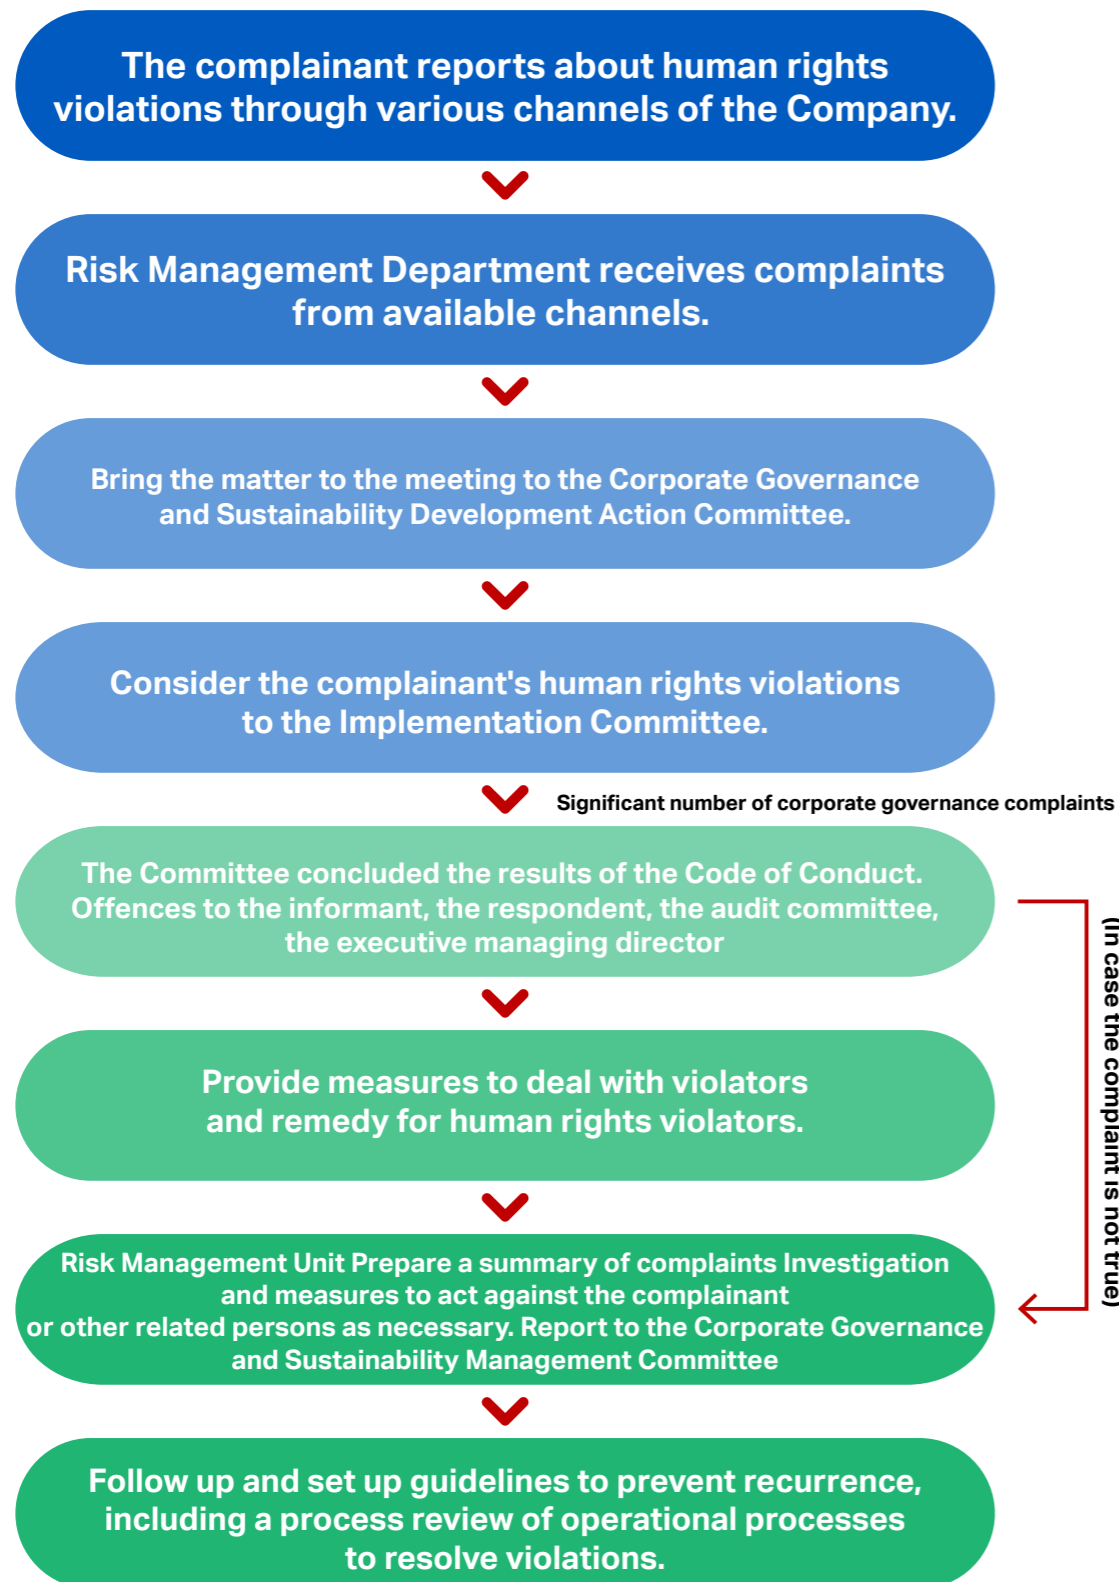 The complainant reports about human rights
violations through various channels of the Company.
Risk Management Department receives complaints
from available channels.
Bring the matter to the meeting to the Corporate Governance
and Sustainability Development Action Committee.
Consider the complainant's human rights violations
to the Implementation Committee.
Significant number of corporate governance complaints
The Committee concluded the results of the Code of Conduct.
Offences to the informant, the respondent, the audit committee,
the executive managing director
(In case the complaint is not true)
Provide measures to deal with violators
and remedy for human rights violators.
Risk Management Unit Prepare a summary of complaints Investigation
and measures to act against the complainant
or other related persons as necessary. Report to the Corporate Governance
and Sustainability Management Committee
Follow up and set up guidelines to prevent recurrence,
including a process review of operational processes
to resolve violations.